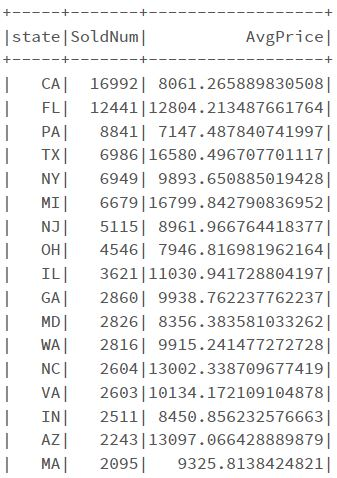 +-----+-------+------------------+
|state|SoldNum|          AvgPrice|
+-----+-------+------------------+
|   CA|  16992| 8061.265889830508|
|   FL|  12441|12804.213487661764|
|   PA|   8841| 7147.487840741997|
|   TX|   6986|16580.496707701117|
|   NY|   6949| 9893.650885019428|
|   MI|   6679|16799.842790836952|
|   NJ|   5115| 8961.966764418377|
|   OH|   4546| 7946.816981962164|
|   IL|   3621|11030.941728804197|
|   GA|   2860| 9938.762237762237|
|   MD|   2826| 8356.383581033262|
|   WA|   2816| 9915.241477272728|
|   NC|   2604|13002.338709677419|
|   VA|   2603|10134.172109104878|
|   IN|   2511| 8450.856232576663|
|   AZ|   2243|13097.066428889879|
|   MA|   2095|   9325.8138424821|